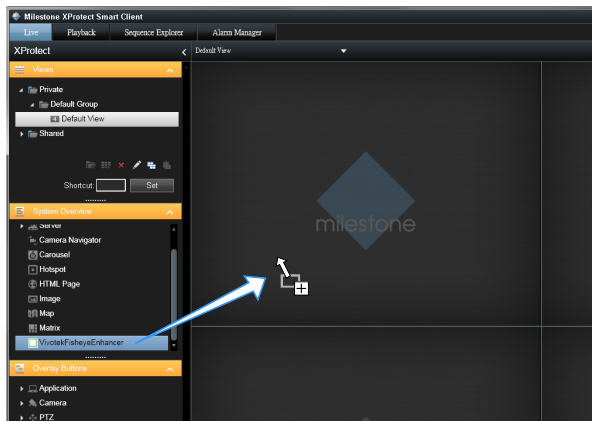 Milestone XProtect Smart Client
Live Playback Sequence Explorer Alarm Manager
XProtect
Default View
Views
Private
Default Group
4 Default View
Shared
Shortcut: Set
System Overview
Server
Camera Navigator
Carousel
Hotspot
HTML Page
Image
Map
Matrix
VivotekFisheyeEnhancer
Overlay Buttons
Application
Camera
PTZ
milestone